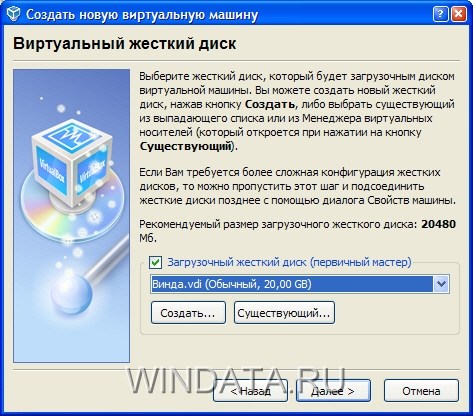 Создать новую виртуальную машину
Виртуальный жесткий диск
Выберите жесткий диск, который будет загрузочным диском
виртуальной машины. Вы можете создать новый жесткий
диск, нажав кнопку Создать, либо выбрать существующий
из выпадающего списка или из Менеджера виртуальных
носителей (который откроется при нажатии на кнопку
Существующий).
Если Вам требуется более сложная конфигурация жестких
дисков, то можно пропустить этот шаг и подсоединить
жесткие диски позднее с помощью диалога Свойств машины.
Рекомендуемый размер загрузочного жесткого диска: 20480
Мб.
Загрузочный жесткий диск (первичный мастер)
Винда.vdi (Обычный, 20,00 GB)
Создать... Существующий...
WINDATA.RU
< Назад Далее > Отмена
VirtualBox
VirtualBox